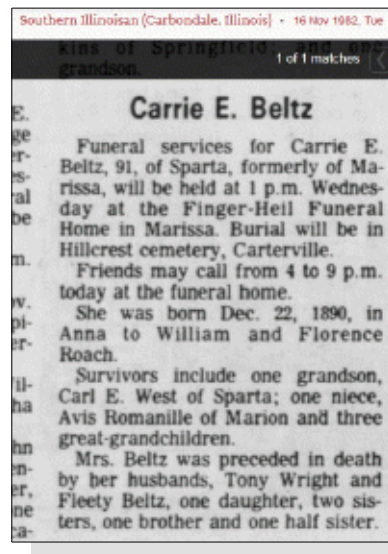 Southern Illinoisan (Carbondale, Illinois) · 16 Nov 1982, Tue
kins of Springfield; and one
grandson.
1 of 1 matches
Carrie E. Beltz
Funeral services for Carrie E.
Beltz, 91, of Sparta, formerly of Ma-
rissa, will be held at 1 p.m. Wednes-
day at the Finger-Heil Funeral
Home in Marissa. Burial will be in
Hillcrest cemetery, Carterville.
Friends may call from 4 to 9 p.m.
today at the funeral home.
She was born Dec. 22, 1890, in
Anna to William and Florence
Roach.
Survivors include one grandson,
Carl E. West of Sparta; one niece,
Avis Romanille of Marion and three
great-grandchildren.
Mrs. Beltz was preceded in death
by her husbands, Tony Wright and
Fleety Beltz, one daughter, two sis-
ters, one brother and one half sister.